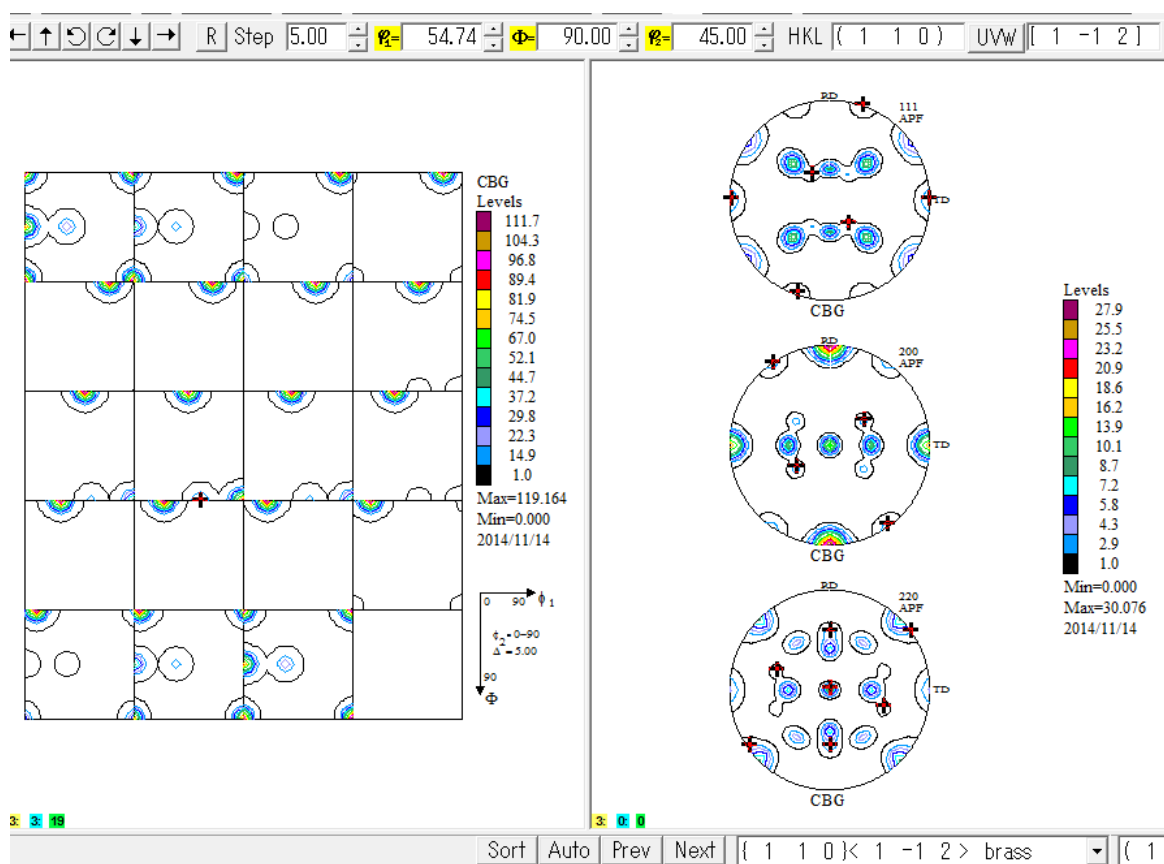 R Step 5.00 φ1= 54.74 Φ= 90.00 φ2= 45.00 HKL ( 1 1 0 ) UVW [ 1 -1 2 ]
CBG
Levels
111.7
104.3
96.8
89.4
81.9
74.5
67.0
52.1
44.7
37.2
29.8
22.3
14.9
1.0
Max=119.164
Min=0.000
2014/11/14
0 90 ϕ1
ϕ2=0-90
Δ=5.00
90
Φ
RD
111
APF
TD
CBG
RD
200
APF
TD
CBG
RD
220
APF
TD
CBG
Levels
27.9
25.5
23.2
20.9
18.6
16.2
13.9
10.1
8.7
7.2
5.8
4.3
2.9
1.0
Min=0.000
Max=30.076
2014/11/14
3: 3: 19
3: 0: 0
Sort Auto Prev Next { 1 1 0 }< 1 -1 2 > brass ( 1